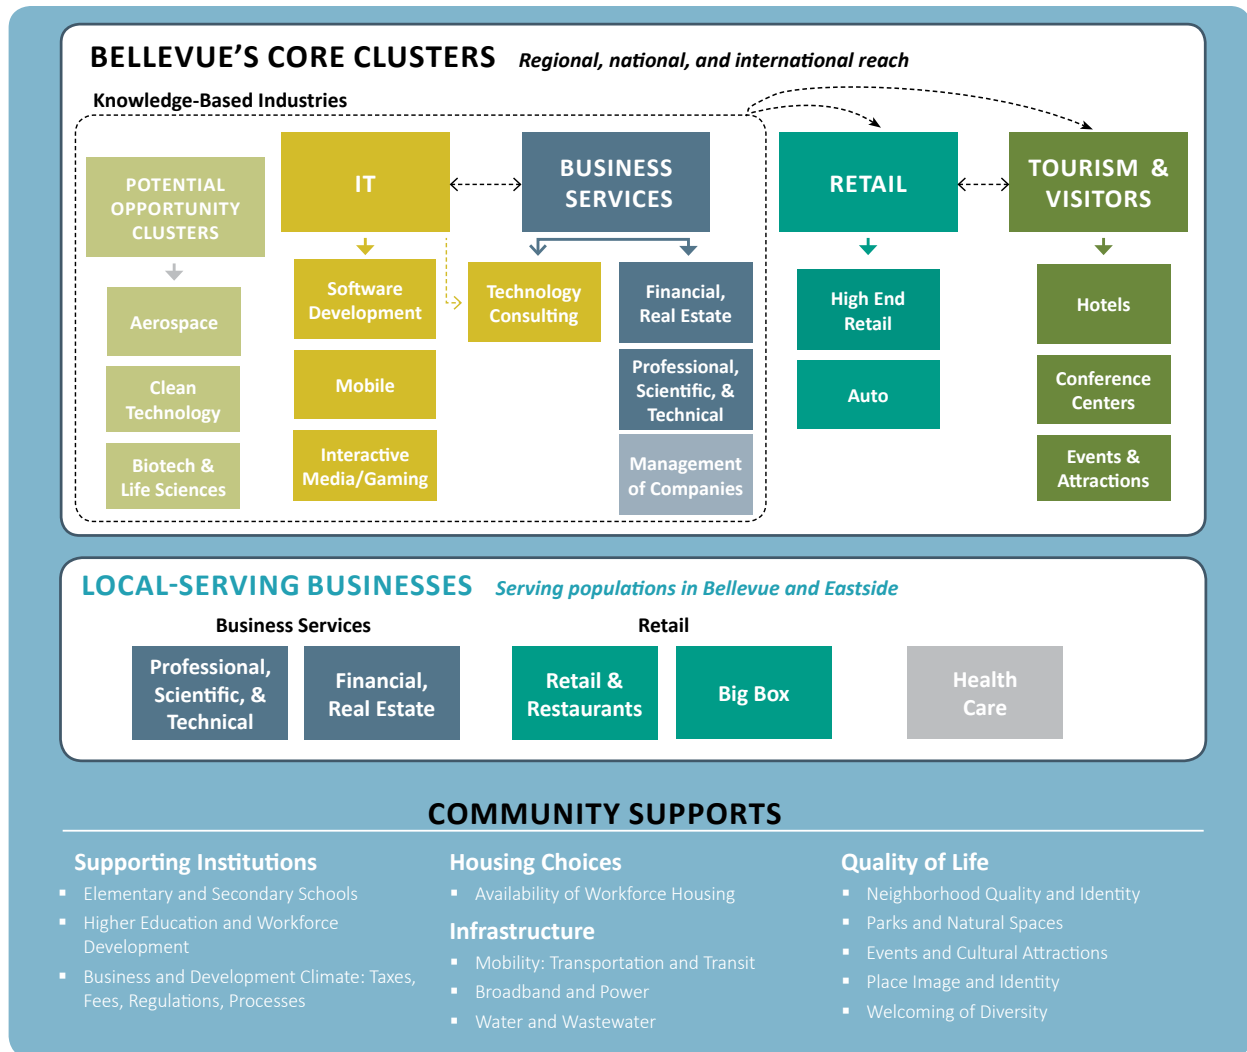 BELLEVUE'S CORE CLUSTERS Regional, national, and international reach
Knowledge-Based Industries
POTENTIAL
OPPORTUNITY
CLUSTERS
Aerospace
Clean
Technology
Biotech &
Life Sciences
IT
Software
Development
Mobile
Interactive
Media/Gaming
BUSINESS
SERVICES
Technology
Consulting
Financial,
Real Estate
Professional,
Scientific, &
Technical
Management
of Companies
RETAIL
High End
Retail
Auto
TOURISM &
VISITORS
Hotels
Conference
Centers
Events &
Attractions
LOCAL-SERVING BUSINESSES Serving populations in Bellevue and Eastside
Business Services
Professional,
Scientific, &
Technical
Financial,
Real Estate
Retail
Retail &
Restaurants
Big Box
Health
Care
COMMUNITY SUPPORTS
Supporting Institutions
▪ Elementary and Secondary Schools
▪ Higher Education and Workforce
Development
▪ Business and Development Climate: Taxes,
Fees, Regulations, Processes
Housing Choices
▪ Availability of Workforce Housing
Infrastructure
▪ Mobility: Transportation and Transit
▪ Broadband and Power
▪ Water and Wastewater
Quality of Life
▪ Neighborhood Quality and Identity
▪ Parks and Natural Spaces
▪ Events and Cultural Attractions
▪ Place Image and Identity
▪ Welcoming of Diversity